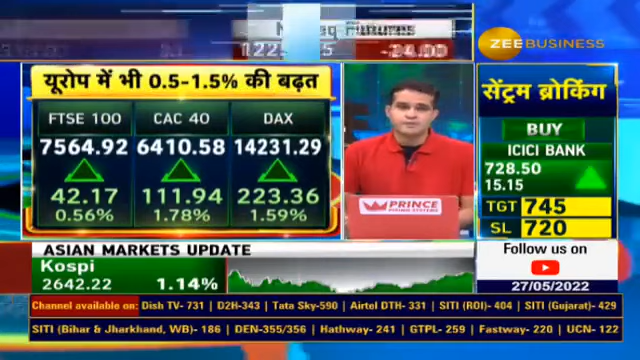 Nasdaq Futures
-24.00
ZEE BUSINESS
यूरोप में भी 0.5-1.5% की बढ़त
FTSE 100
7564.92
42.17
0.56%
CAC 40
6410.58
111.94
1.78%
DAX
14231.29
223.36
1.59%
PRINCE
PIPING SYSTEMS
सेंट्रम ब्रोकिंग
BUY
ICICI BANK
728.50
15.15
TGT 745
SL 720
ASIAN MARKETS UPDATE
Kospi
2642.22 1.14%
Follow us on
27/05/2022
Channel available on: Dish TV- 731 | D2H-343 | Tata Sky-590 | Airtel DTH- 331 | SITI (ROI)- 404 | SITI (Gujarat)- 429
SITI (Bihar & Jharkhand, WB)- 186 | DEN-355/356 | Hathway- 241 | GTPL- 259 | Fastway- 220 | UCN- 122